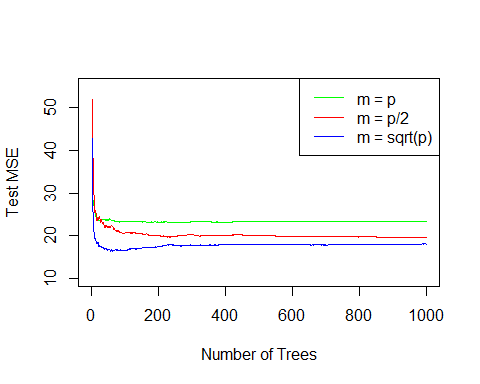 m = p
m = p/2
m = sqrt(p)
Test MSE
50
40
30
20
10
0 200 400 600 800 1000
Number of Trees